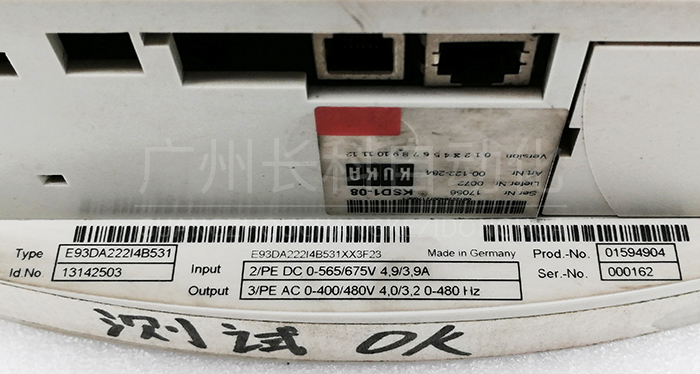 Version 0 1 2 3 4 5 6 7 8 9 10 11 12
KUKA
Art.Nr 00-122-284
Liefer.Nr 0072
KSD1-08
Ser.Nr 17056
Type E93DA222I4B531
E93DA222I4B531XX3F23
Made in Germany
Prod.-No. 01594904
Id.No 13142503
Input 2/PE DC 0-565/675V 4,9/3,9A
Ser.-No. 000162
Output 3/PE AC 0-400/480V 4,0/3,2 0-480 Hz
测试 OK